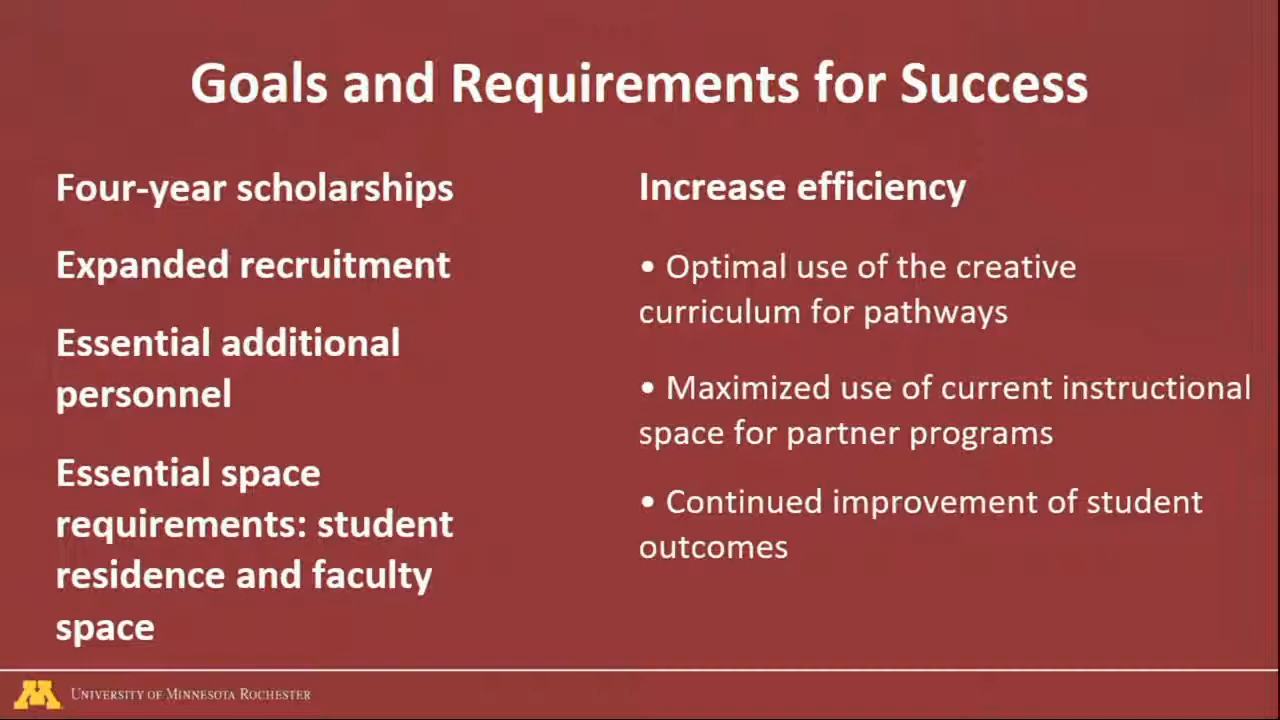 Goals and Requirements for Success
Four-year scholarships
Expanded recruitment
Essential additional
personnel
Essential space
requirements: student
residence and faculty
space
Increase efficiency
• Optimal use of the creative
curriculum for pathways
• Maximized use of current instructional
space for partner programs
• Continued improvement of student
outcomes
M
UNIVERSITY OF MINNESOTA ROCHESTER